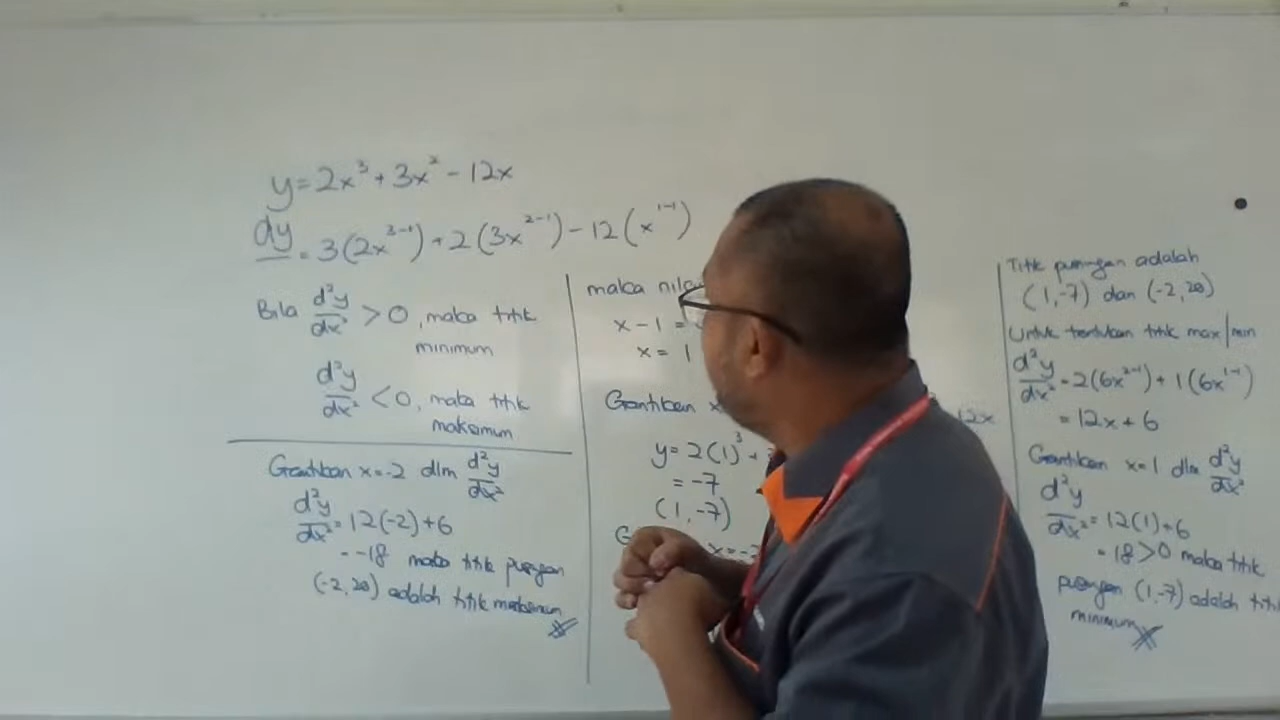 y=2x³+3x²-12x
dy = 3(2x³⁻¹)+2(3x²⁻¹)-12(x¹⁻¹)
Bila d²y/dx² >0, maka titik
minimum
d²y/dx² <0, maka titik
maksimum
Gantikan x=-2 dlm d²y/dx²
d²y/dx² = 12(-2)+6
= -18 maka titik pusingan
(-2, 20) adalah titik maksimum
maka nila
x-1 =
x = 1
Gantikan x
12x
y = 2(1)³ +
= -7
(1, -7)
G x=-2
Titik pusingan adalah
(1,-7) dan (-2,20)
Untuk tentukan titik max/min
d²y/dx² = 2(6x²⁻¹)+1(6x¹⁻¹)
= 12x+6
Gantikan x=1 dlm d²y/dx²
d²y/dx² = 12(1)+6
= 18>0 maka titik
pusingan (1,-7) adalah titi
minimum